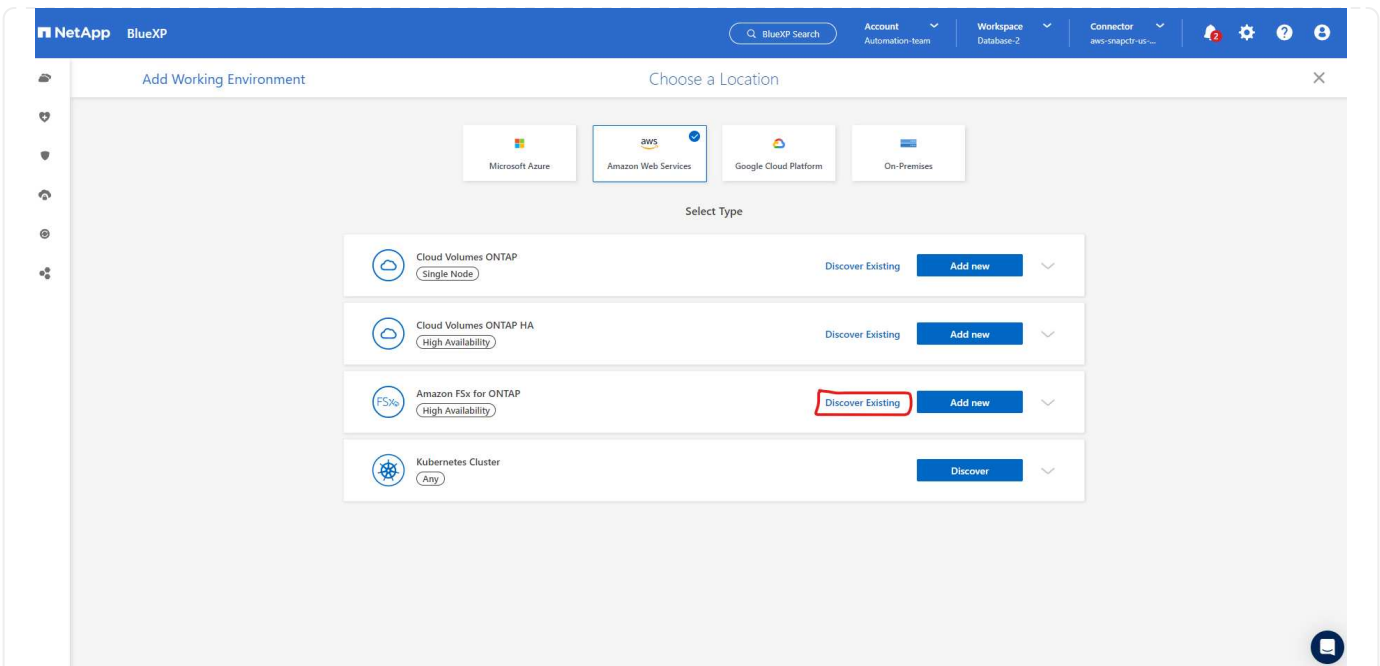 NetApp BlueXP
BlueXP Search
Account
Automation-team
Workspace
Database-2
Connector
aws-snapctr-us-...
2
Add Working Environment
Choose a Location
Microsoft Azure
aws
Amazon Web Services
Google Cloud Platform
On-Premises
Select Type
Cloud Volumes ONTAP
Single Node
Discover Existing
Add new
Cloud Volumes ONTAP HA
High Availability
Discover Existing
Add new
FSx
Amazon FSx for ONTAP
High Availability
Discover Existing
Add new
Kubernetes Cluster
Any
Discover